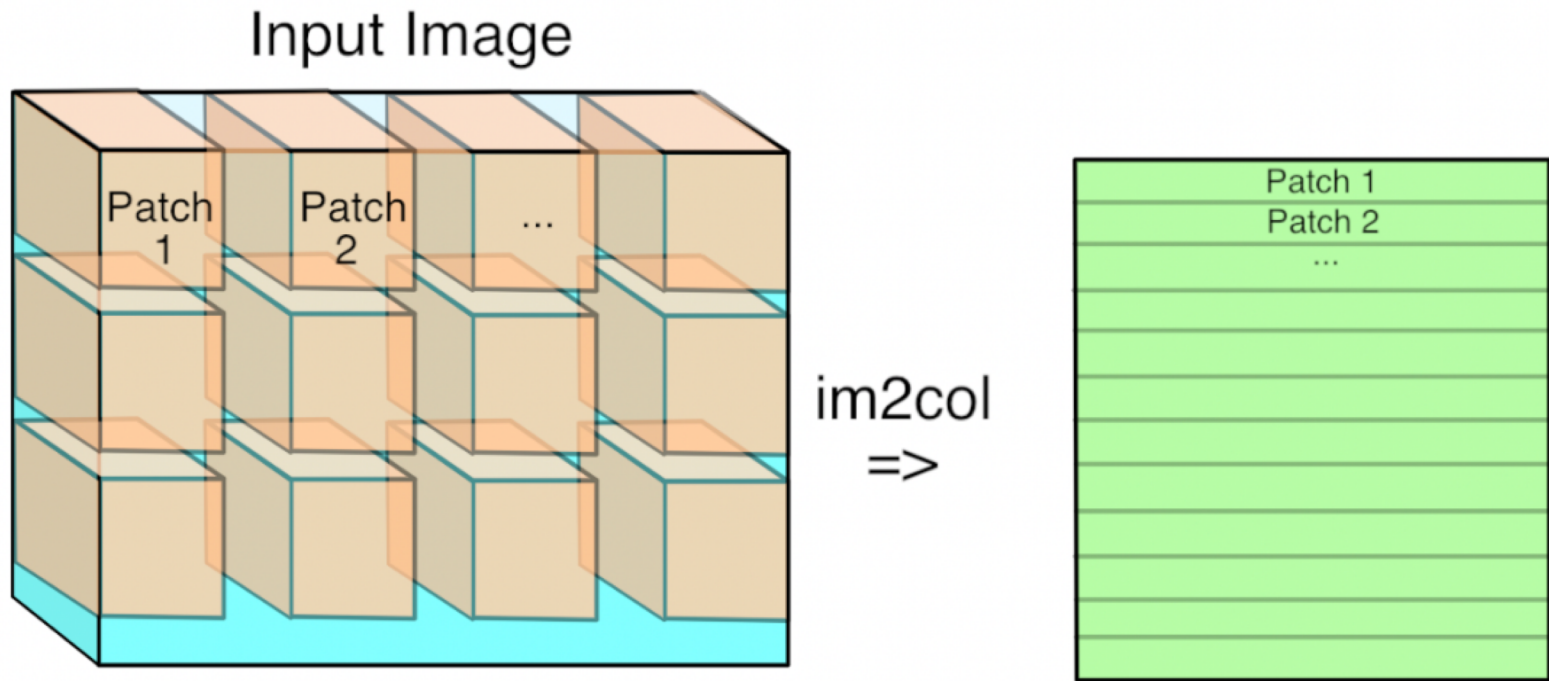 Input Image
Patch
1
Patch
2
...
im2col
=>
Patch 1
Patch 2
...